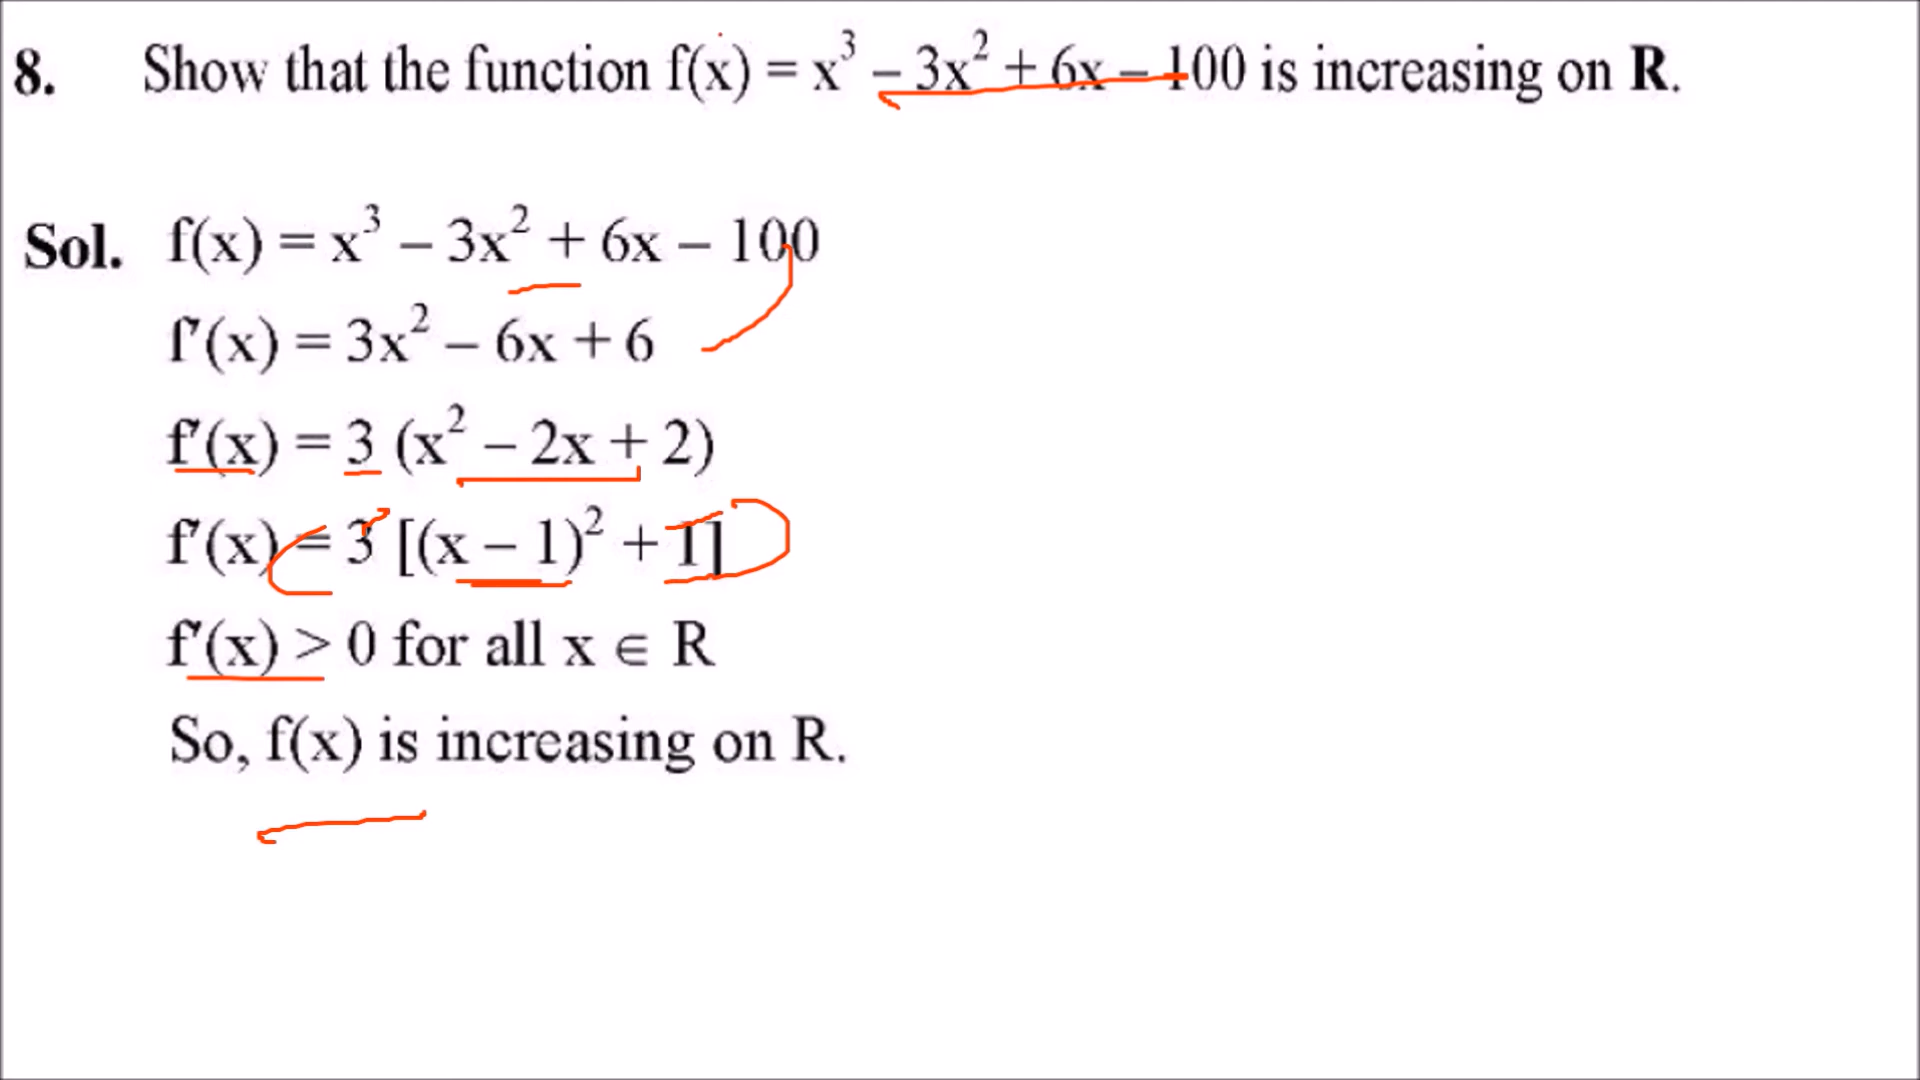 8. Show that the function f(x) = x³ – 3x² + 6x – 100 is increasing on R.
Sol. f(x) = x³ – 3x² + 6x – 100
f'(x) = 3x² – 6x + 6
f'(x) = 3 (x² – 2x + 2)
f'(x) = 3 [(x – 1)² + 1]
f'(x) > 0 for all x ∈ R
So, f(x) is increasing on R.